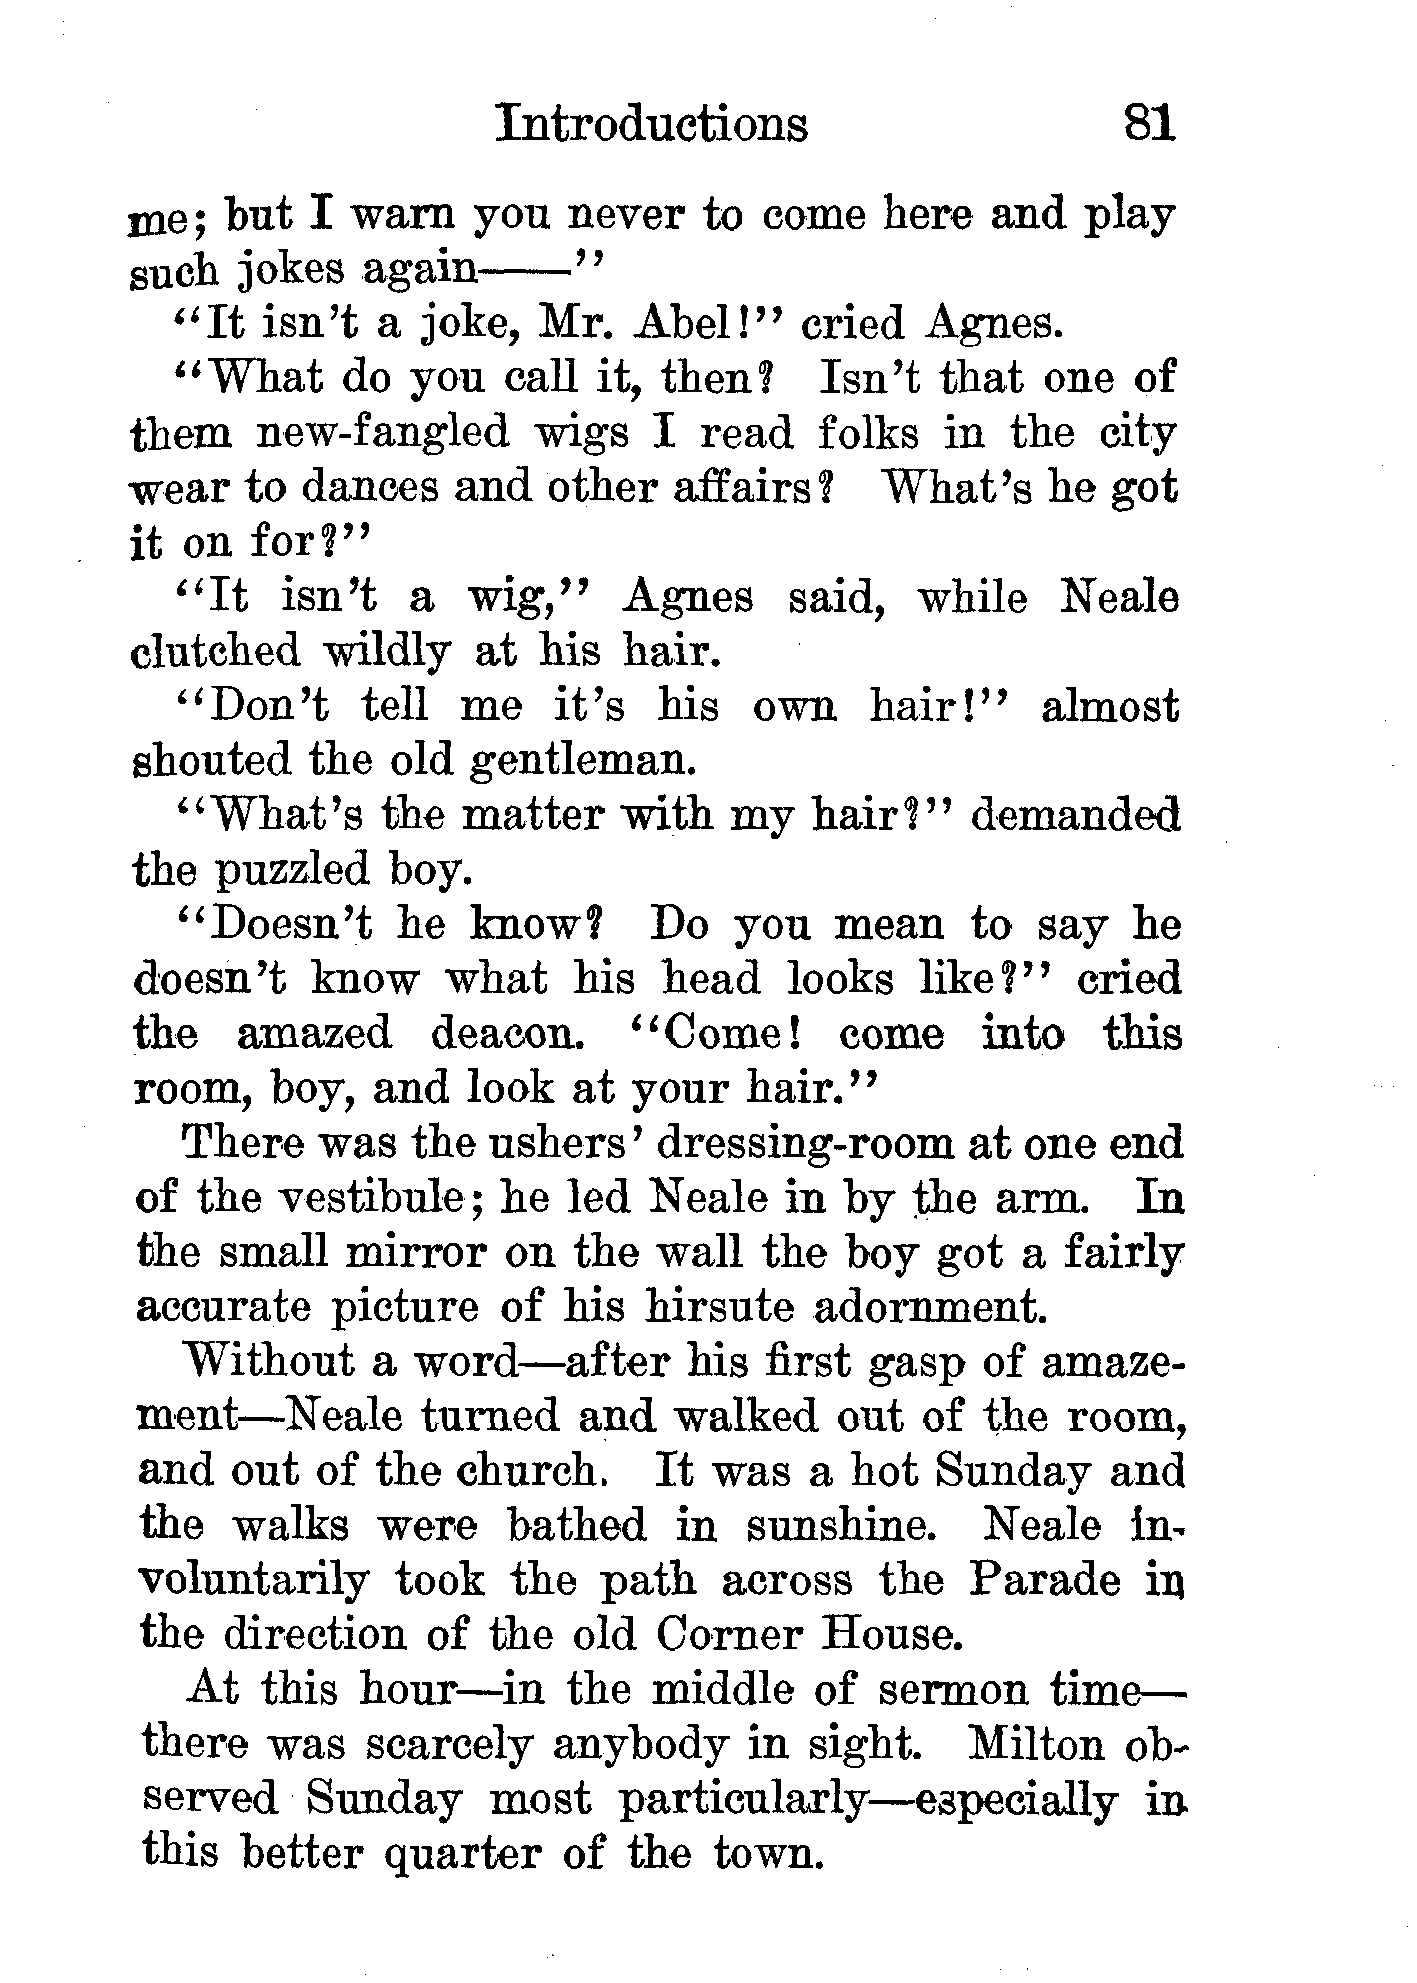 Introductions 81
me; but I warn you never to come here and play
such jokes again——"
"It isn't a joke, Mr. Abel!" cried Agnes.
"What do you call it, then? Isn't that one of
them new-fangled wigs I read folks in the city
wear to dances and other affairs? What's he got
it on for?"
"It isn't a wig," Agnes said, while Neale
clutched wildly at his hair.
"Don't tell me it's his own hair!" almost
shouted the old gentleman.
"What's the matter with my hair?" demanded
the puzzled boy.
"Doesn't he know? Do you mean to say he
doesn't know what his head looks like?" cried
the amazed deacon. "Come! come into this
room, boy, and look at your hair."
There was the ushers' dressing-room at one end
of the vestibule; he led Neale in by the arm. In
the small mirror on the wall the boy got a fairly
accurate picture of his hirsute adornment.
Without a word—after his first gasp of amaze-
ment—Neale turned and walked out of the room,
and out of the church. It was a hot Sunday and
the walks were bathed in sunshine. Neale in-
voluntarily took the path across the Parade in
the direction of the old Corner House.
At this hour—in the middle of sermon time—
there was scarcely anybody in sight. Milton ob-
served Sunday most particularly—especially in
this better quarter of the town.